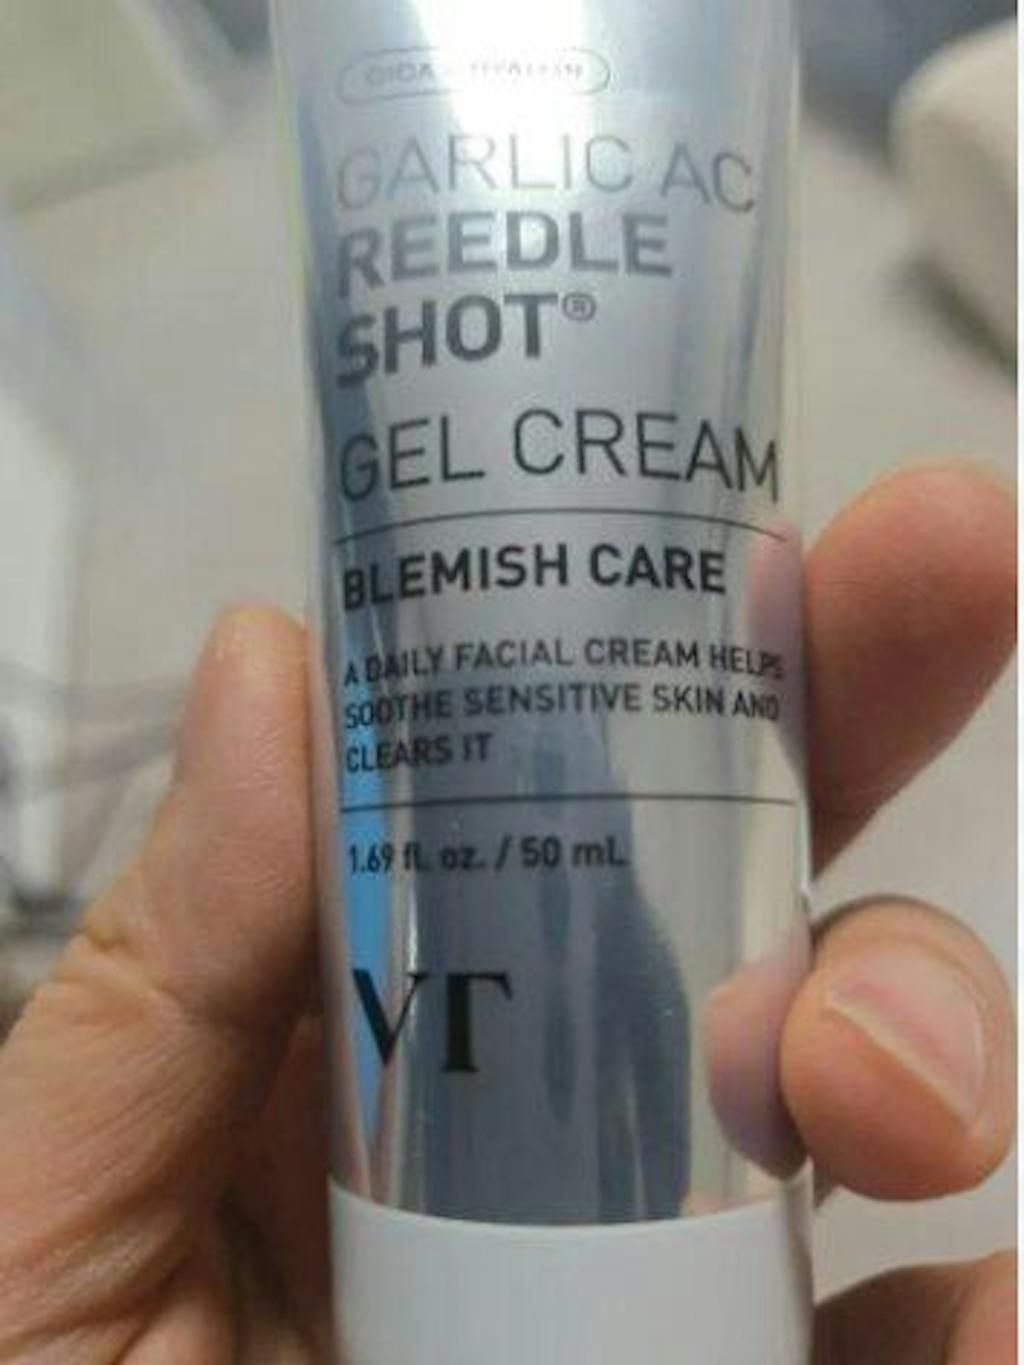 GARLIC AC
REEDLE
SHOT®
GEL CREAM
BLEMISH CARE
A DAILY FACIAL CREAM HELPS
SOOTHE SENSITIVE SKIN AND
CLEARS IT
1.69 fl. oz. / 50 mL
VT